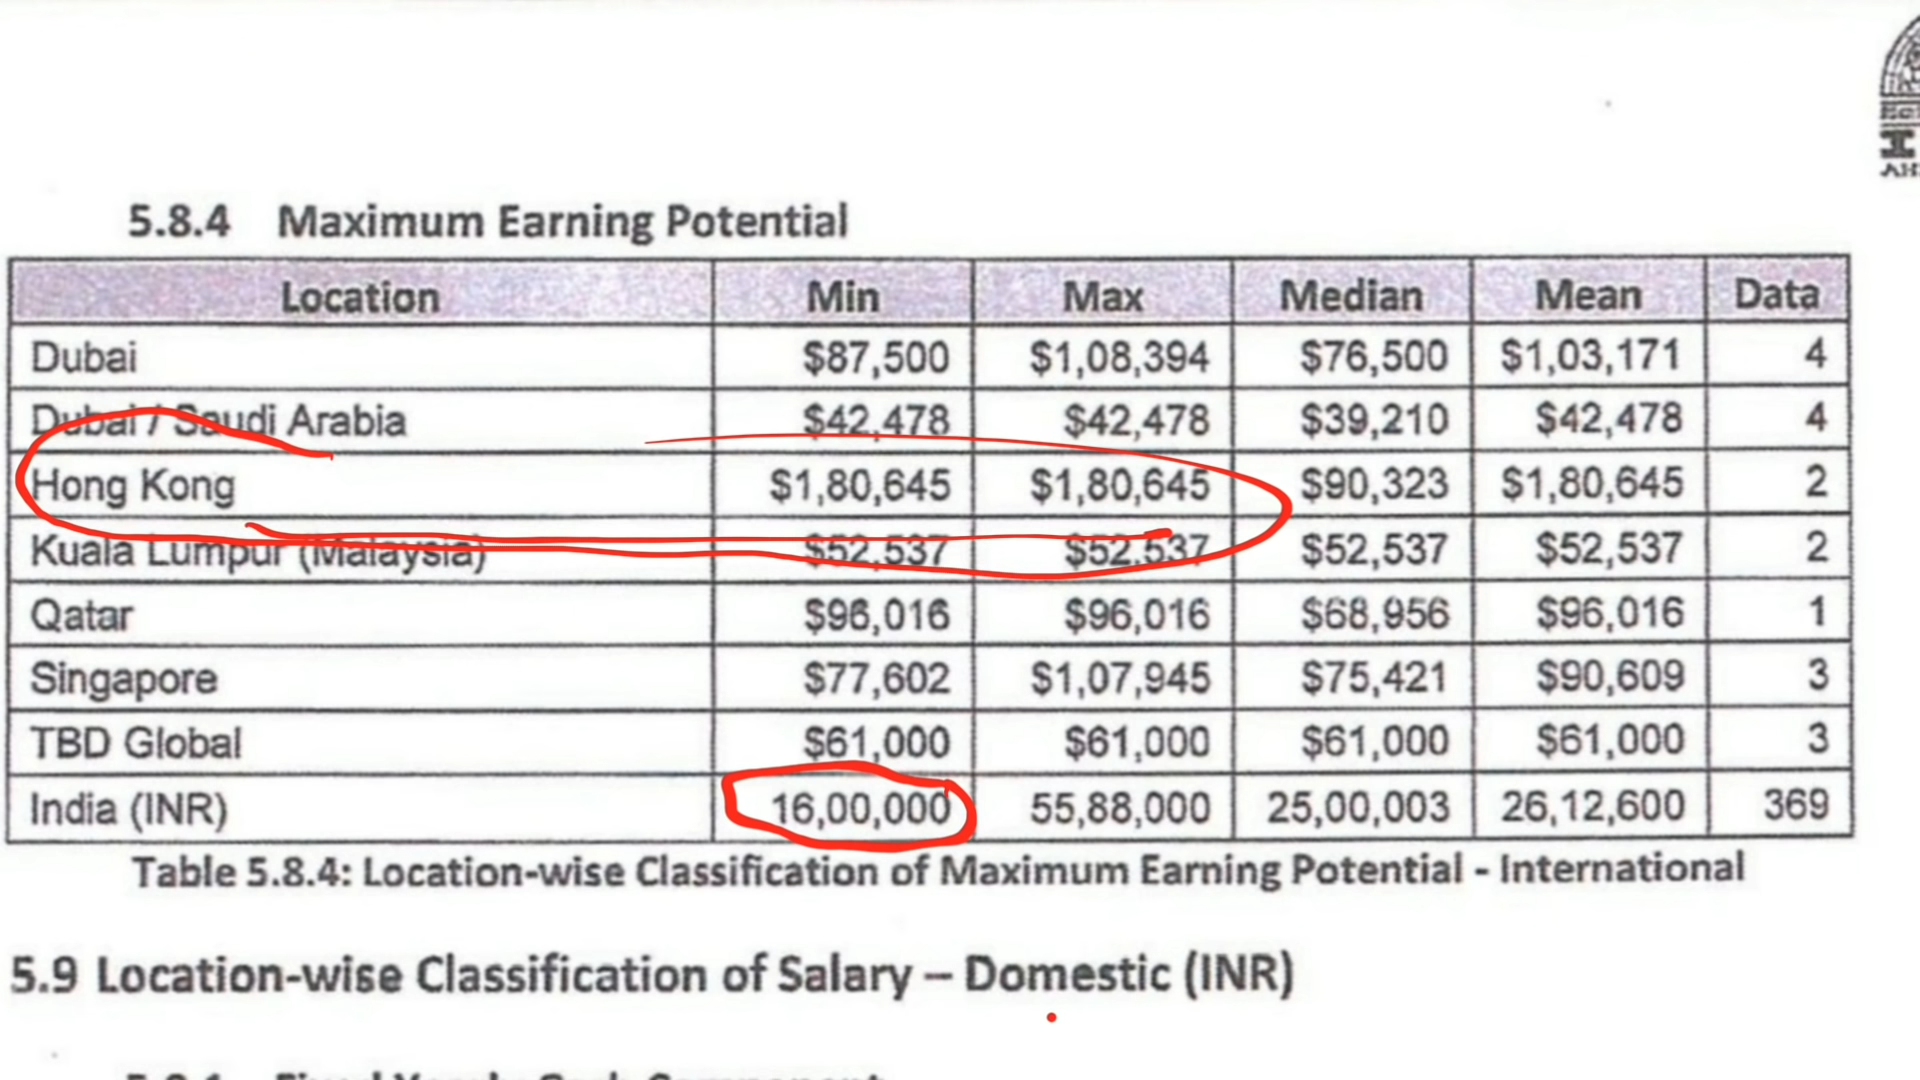 5.8.4 Maximum Earning Potential
Location Min Max Median Mean Data
Dubai $87,500 $1,08,394 $76,500 $1,03,171 4
Dubai / Saudi Arabia $42,478 $42,478 $39,210 $42,478 4
Hong Kong $1,80,645 $1,80,645 $90,323 $1,80,645 2
Kuala Lumpur (Malaysia) $52,537 $52,537 $52,537 $52,537 2
Qatar $96,016 $96,016 $68,956 $96,016 1
Singapore $77,602 $1,07,945 $75,421 $90,609 3
TBD Global $61,000 $61,000 $61,000 $61,000 3
India (INR) 16,00,000 55,88,000 25,00,003 26,12,600 369
Table 5.8.4: Location-wise Classification of Maximum Earning Potential - International
5.9 Location-wise Classification of Salary – Domestic (INR)